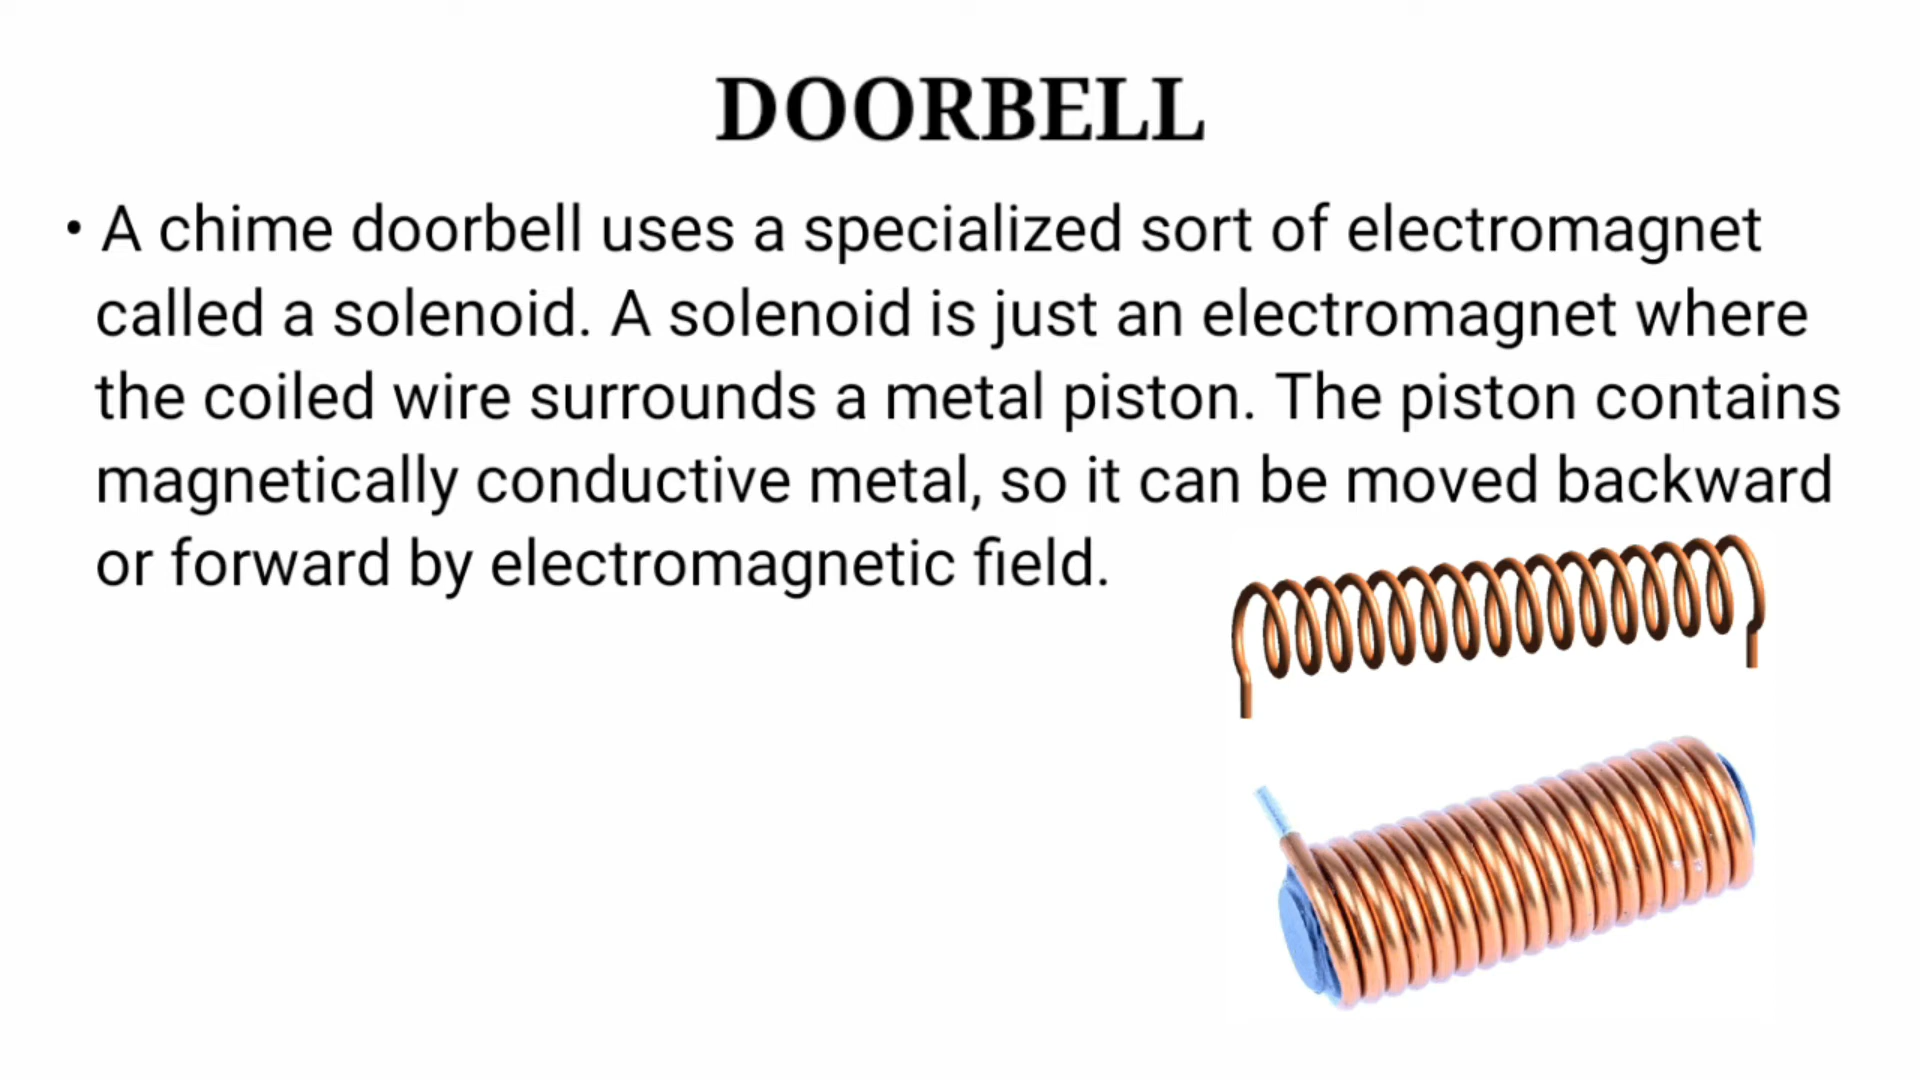 DOORBELL
• A chime doorbell uses a specialized sort of electromagnet
called a solenoid. A solenoid is just an electromagnet where
the coiled wire surrounds a metal piston. The piston contains
magnetically conductive metal, so it can be moved backward
or forward by electromagnetic field.